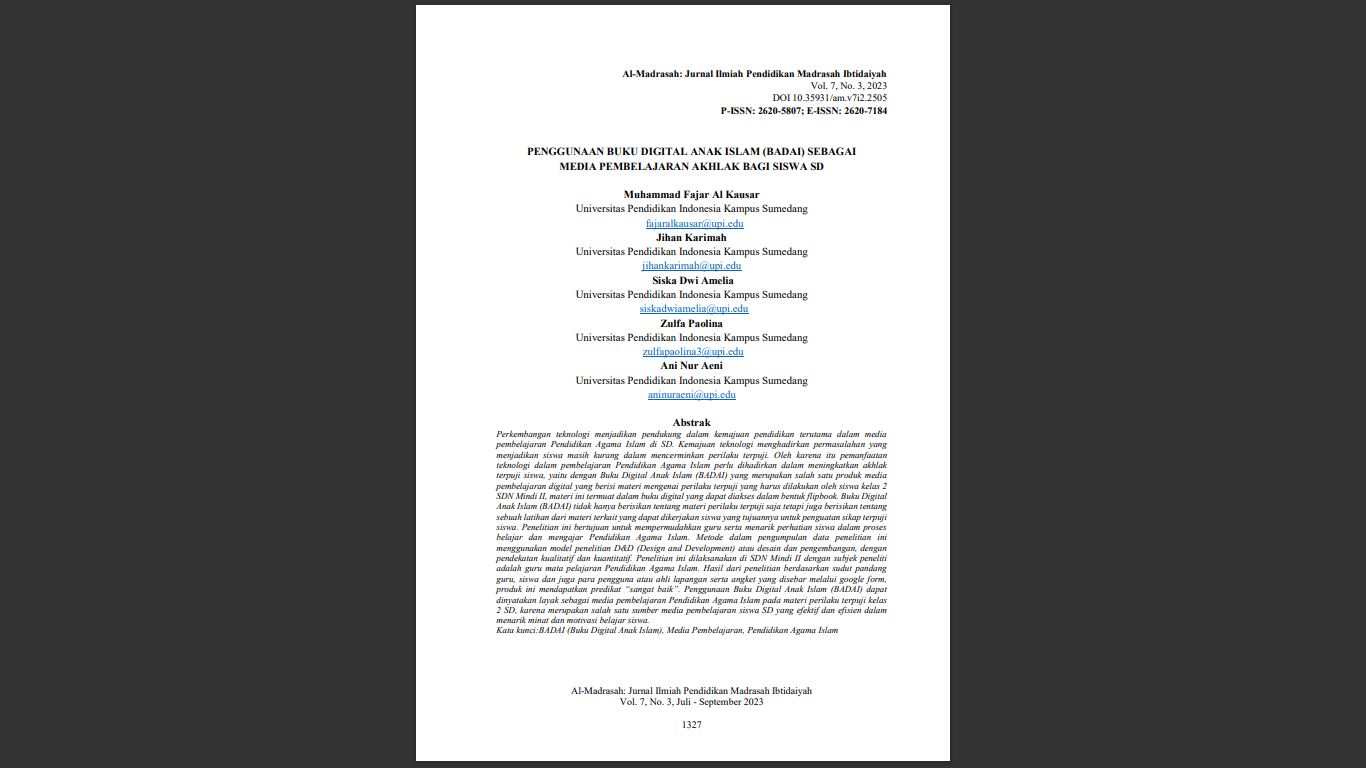 Al-Madrasah: Jurnal Ilmiah Pendidikan Madrasah Ibtidaiyah
Vol. 7, No. 3, 2023
DOI 10.35931/am.v7i2.2505
P-ISSN: 2620-5807; E-ISSN: 2620-7184
PENGGUNAAN BUKU DIGITAL ANAK ISLAM (BADAI) SEBAGAI
MEDIA PEMBELAJARAN AKHLAK BAGI SISWA SD
Muhammad Fajar Al Kausar
Universitas Pendidikan Indonesia Kampus Sumedang
fajaralkausar@upi.edu
Jihan Karimah
Universitas Pendidikan Indonesia Kampus Sumedang
jihankarimah@upi.edu
Siska Dwi Amelia
Universitas Pendidikan Indonesia Kampus Sumedang
siskadwiamelia@upi.edu
Zulfa Paolina
Universitas Pendidikan Indonesia Kampus Sumedang
zulfapaolina3@upi.edu
Ani Nur Aeni
Universitas Pendidikan Indonesia Kampus Sumedang
aninuraeni@upi.edu
Abstrak
Perkembangan teknologi menjadikan pendukung dalam kemajuan pendidikan terutama dalam media
pembelajaran Pendidikan Agama Islam di SD. Kemajuan teknologi menghadirkan permasalahan yang
menjadikan siswa masih kurang dalam mencerminkan perilaku terpuji. Oleh karena itu pemanfaatan
teknologi dalam pembelajaran Pendidikan Agama Islam perlu dihadirkan dalam meningkatkan akhlak
terpuji siswa, yaitu dengan Buku Digital Anak Islam (BADAI) yang merupakan salah satu produk media
pembelajaran digital yang berisi materi mengenai perilaku terpuji yang harus dilakukan oleh siswa kelas 2
SDN Mindi II, materi ini termuat dalam buku digital yang dapat diakses dalam bentuk flipbook. Buku Digital
Anak Islam (BADAI) tidak hanya berisikan tentang materi perilaku terpuji saja tetapi juga berisikan tentang
sebuah latihan dari materi terkait yang dapat dikerjakan siswa yang tujuannya untuk penguatan sikap terpuji
siswa. Penelitian ini bertujuan untuk mempermudahkan guru serta menarik perhatian siswa dalam proses
belajar dan mengajar Pendidikan Agama Islam. Metode dalam pengumpulan data penelitian ini
menggunakan model penelitian D&D (Design and Development) atau desain dan pengembangan, dengan
pendekatan kualitatif dan kuantitatif. Penelitian ini dilaksanakan di SDN Mindi II dengan subjek peneliti
adalah guru mata pelajaran Pendidikan Agama Islam. Hasil dari penelitian berdasarkan sudut pandang
guru, siswa dan juga para pengguna atau ahli lapangan serta angket yang disebar melalui google form,
produk ini mendapatkan predikat “sangat baik”. Penggunaan Buku Digital Anak Islam (BADAI) dapat
dinyatakan layak sebagai media pembelajaran Pendidikan Agama Islam pada materi perilaku terpuji kelas
2 SD, karena merupakan salah satu sumber media pembelajaran siswa SD yang efektif dan efisien dalam
menarik minat dan motivasi belajar siswa.
Kata kunci:BADAI (Buku Digital Anak Islam), Media Pembelajaran, Pendidikan Agama Islam
Al-Madrasah: Jurnal Ilmiah Pendidikan Madrasah Ibtidaiyah
Vol. 7, No. 3, Juli - September 2023
1327